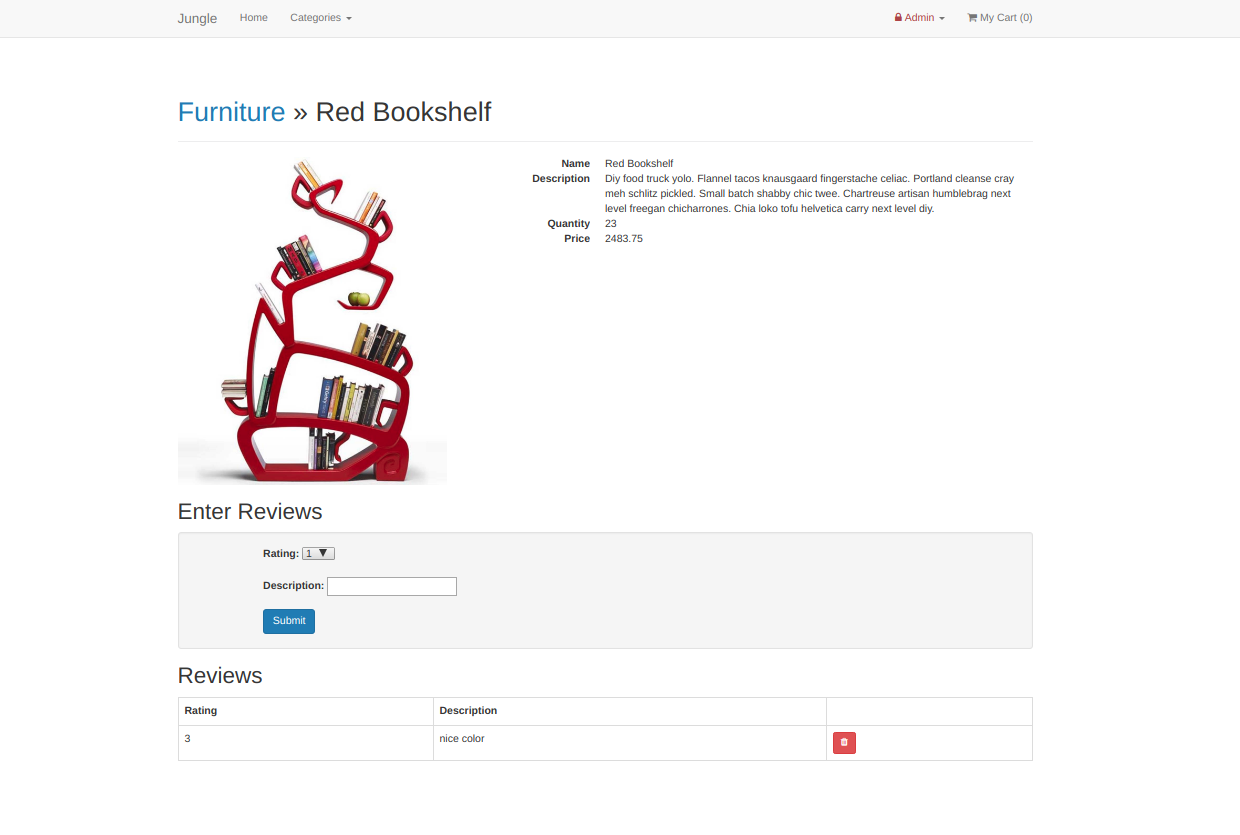 Jungle Home Categories Admin My Cart (0)
Furniture » Red Bookshelf
Name Red Bookshelf
Description Diy food truck yolo. Flannel tacos knausgaard fingerstache celiac. Portland cleanse cray
meh schlitz pickled. Small batch shabby chic twee. Chartreuse artisan humblebrag next
level freegan chicharrones. Chia loko tofu helvetica carry next level diy.
Quantity 23
Price 2483.75
Enter Reviews
Rating: 1
Description:
Submit
Reviews
Rating Description
3 nice color